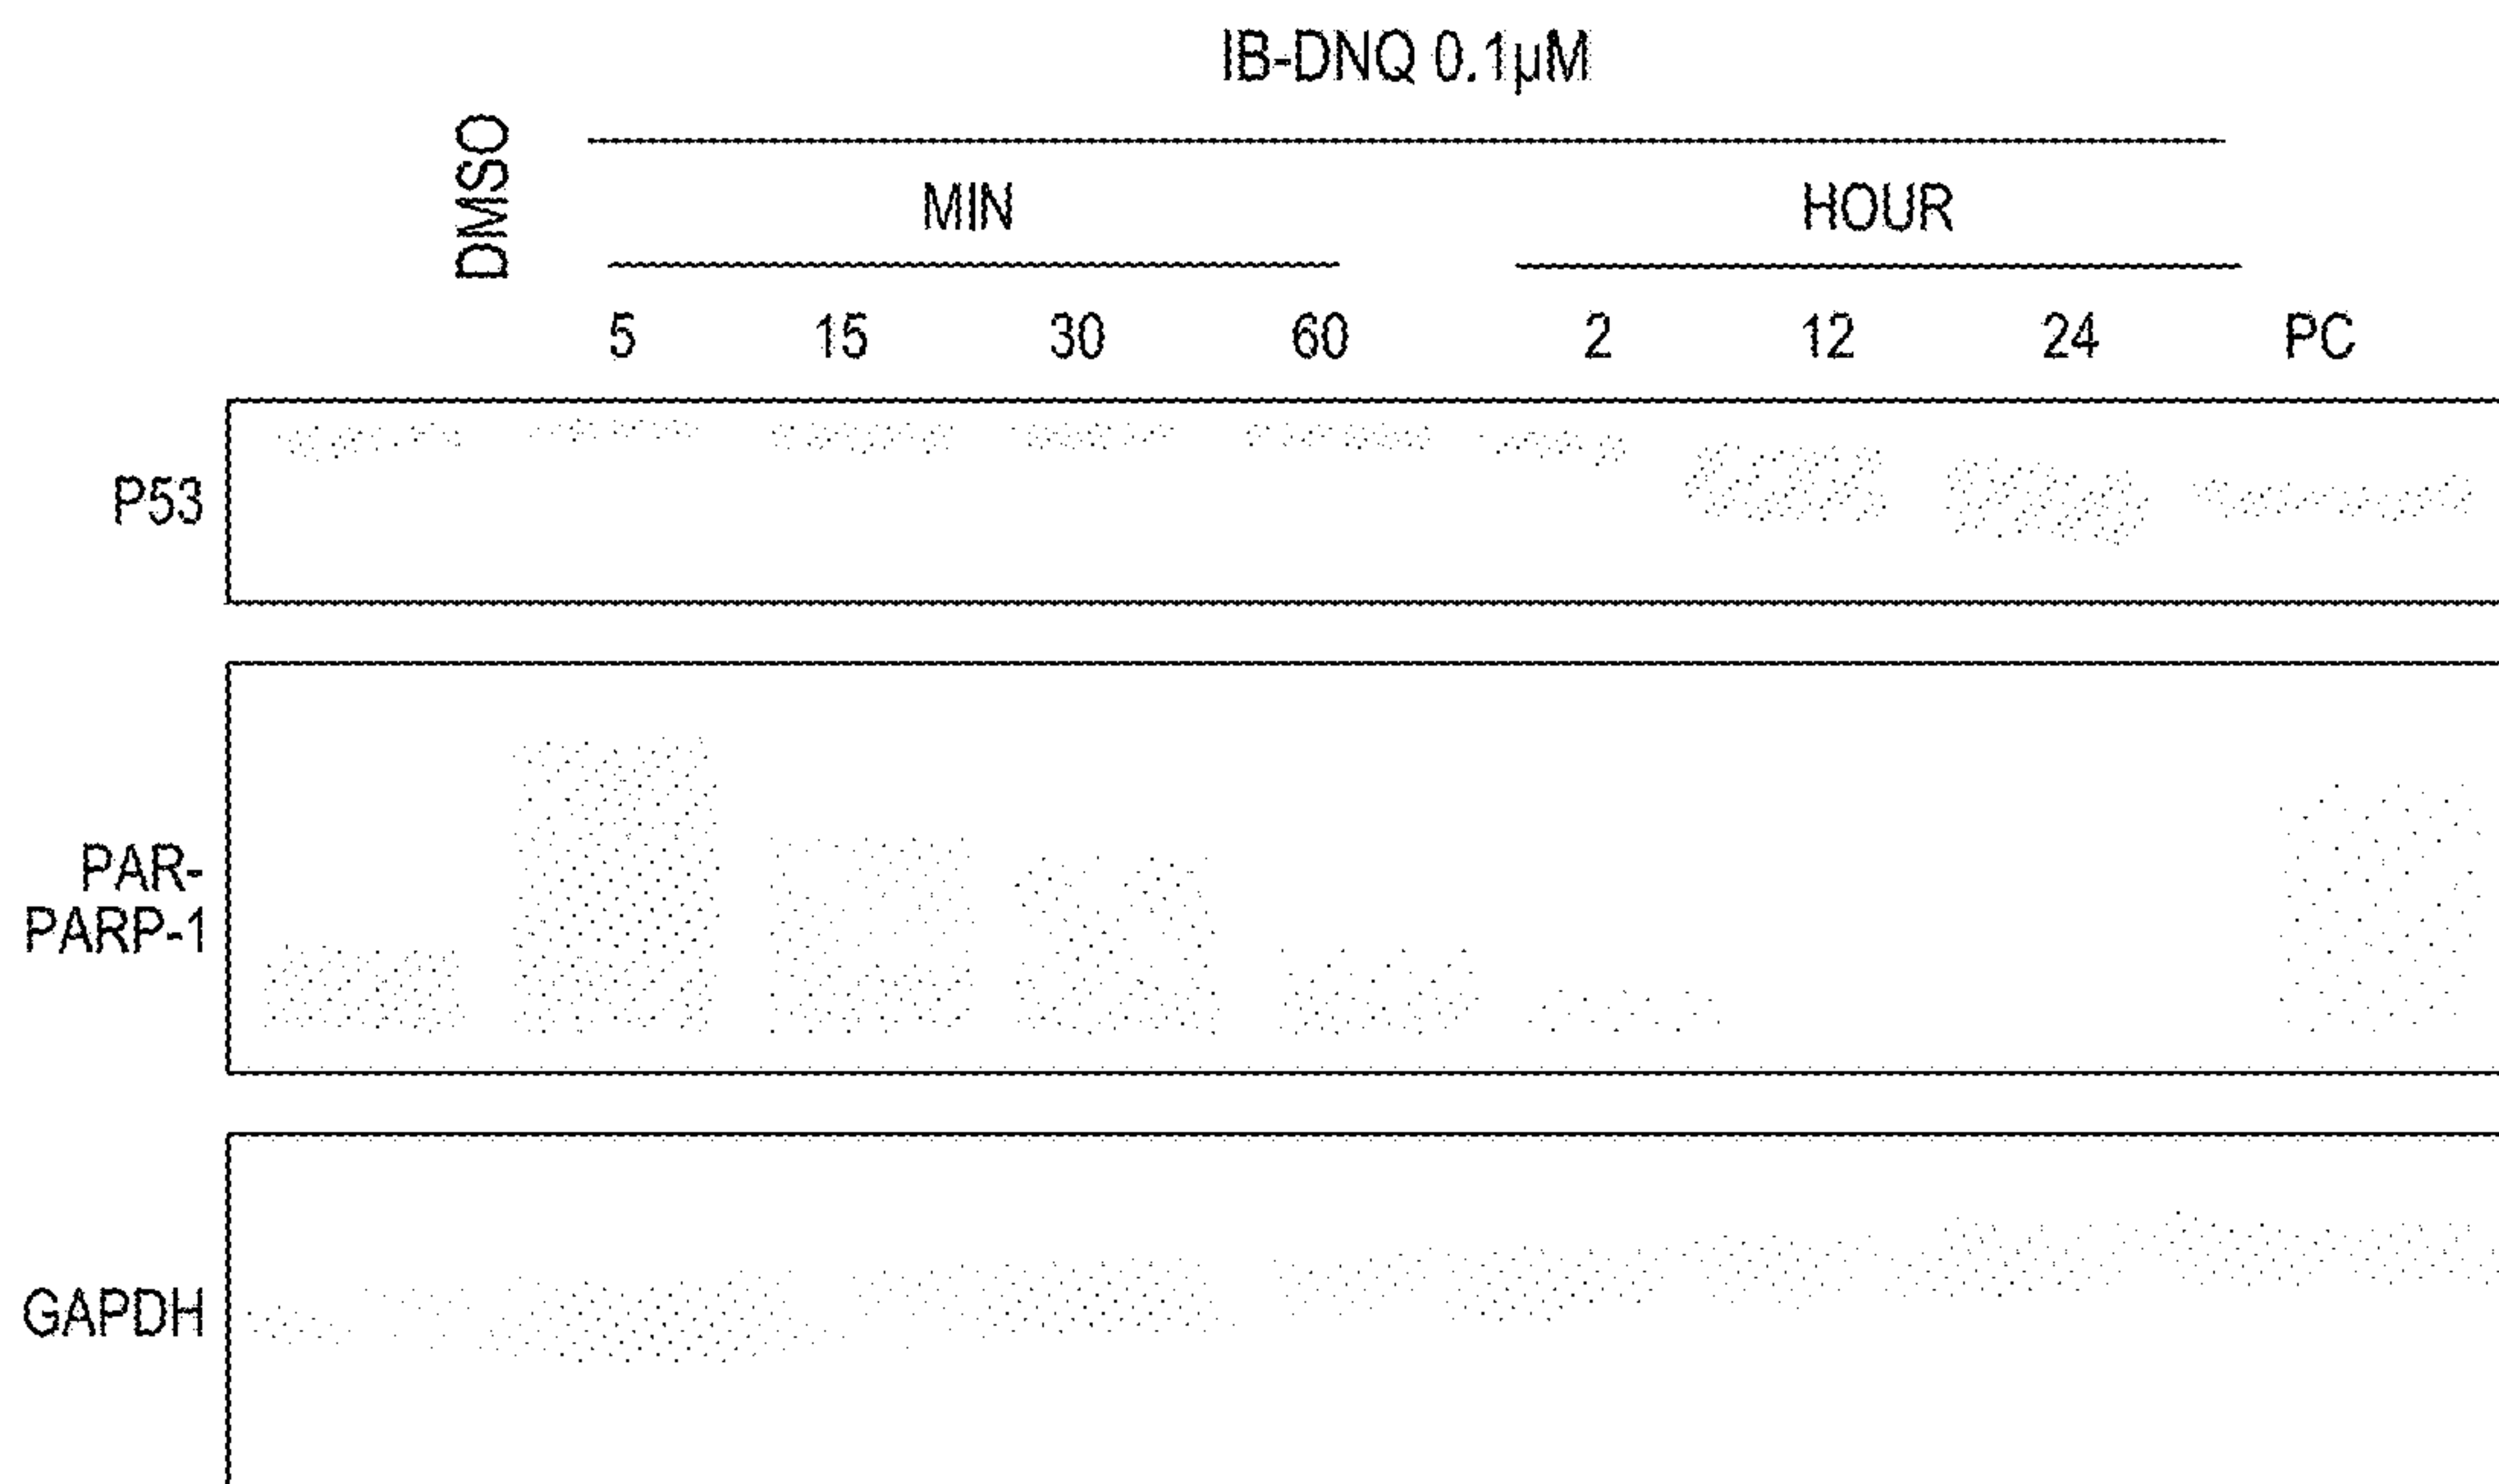 IB-DNQ 0.1µM
DMSO
MIN HOUR
5 15 30 60 2 12 24 PC
P53
PAR-
PARP-1
GAPDH